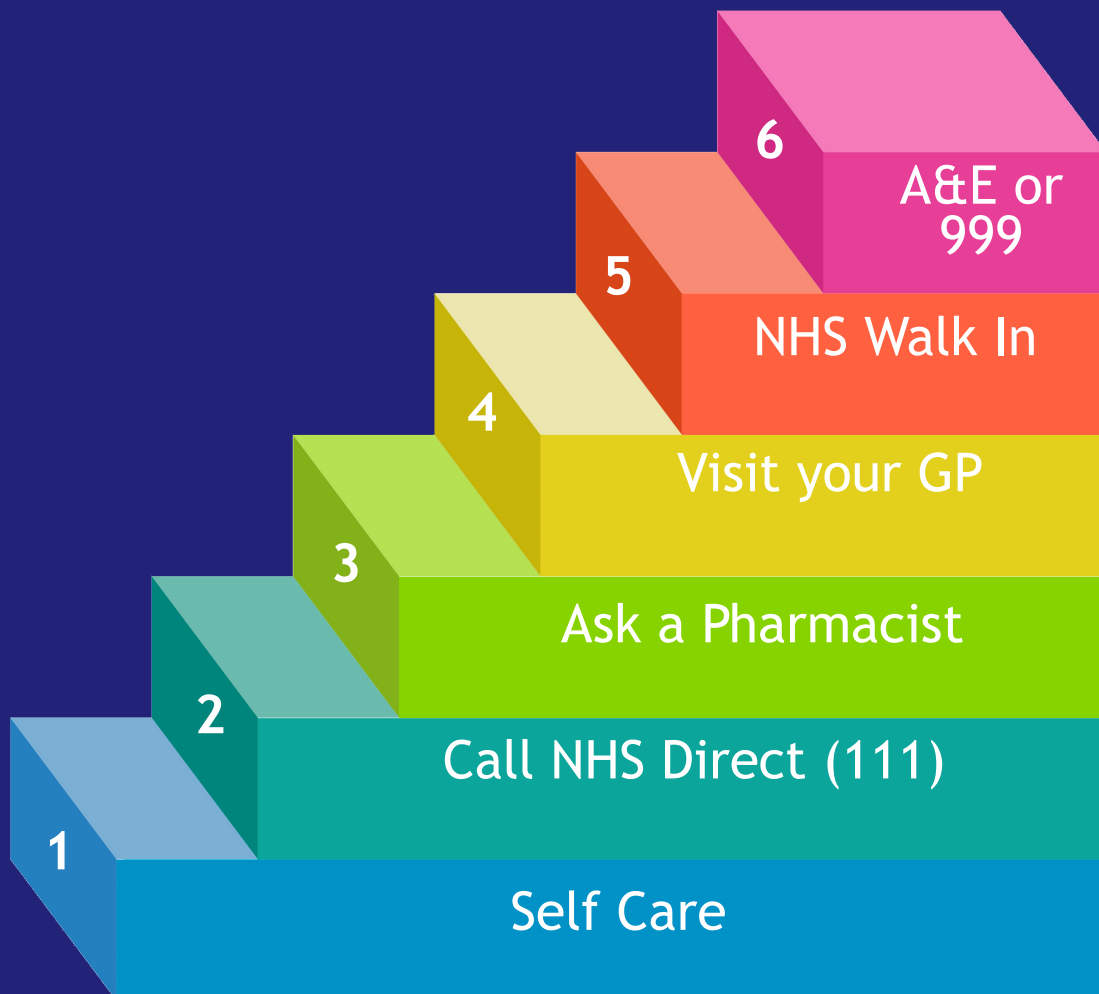 6
A&E or
999
5
NHS Walk In
4
Visit your GP
3
Ask a Pharmacist
2
Call NHS Direct (111)
1
Self Care